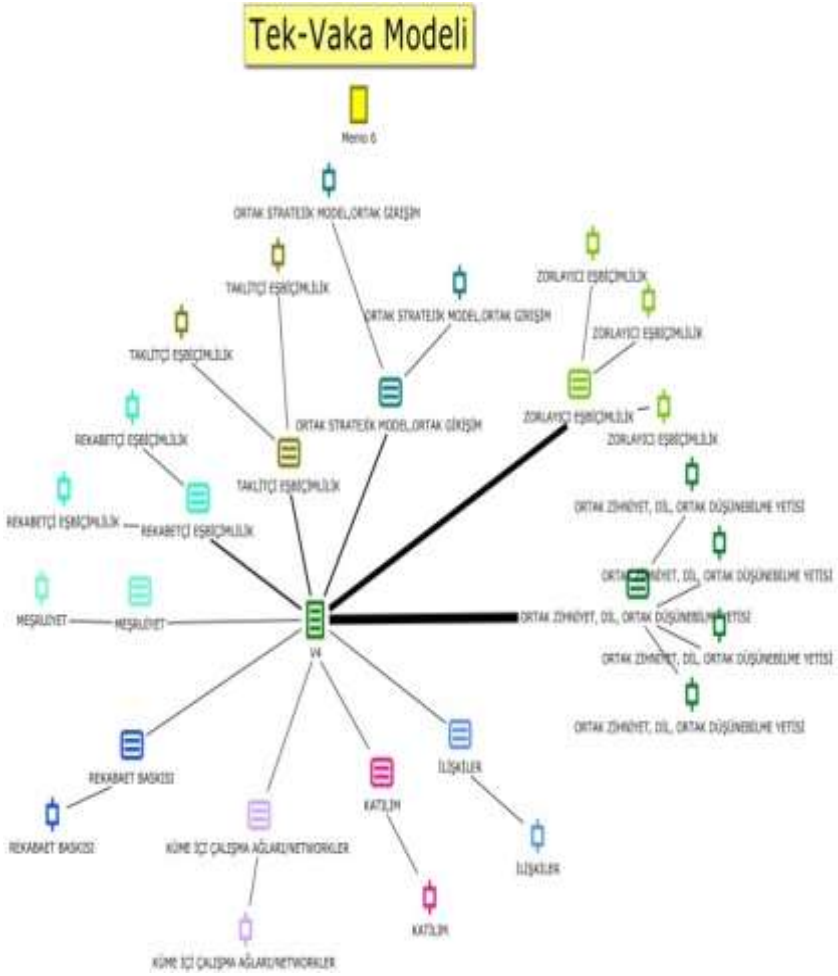 Tek-Vaka Modeli
Memo 6
ORTAK STRATEJİK MODEL,ORTAK GİRİŞİM
TAKLİTÇİ EŞBİÇİMLİLİK
ZORLAYICI EŞBİÇİMLİLİK
ORTAK STRATEJİK MODEL,ORTAK GİRİŞİM
ZORLAYICI EŞBİÇİMLİLİK
TAKLİTÇİ EŞBİÇİMLİLİK
ZORLAYICI EŞBİÇİMLİLİK
ORTAK STRATEJİK MODEL,ORTAK GİRİŞİM
REKABETÇİ EŞBİÇİMLİLİK
ZORLAYICI EŞBİÇİMLİLİK
TAKLİTÇİ EŞBİÇİMLİLİK
ORTAK ZİHNİYET, DİL, ORTAK DÜŞÜNEBİLME YETİSİ
REKABETÇİ EŞBİÇİMLİLİK
REKABETÇİ EŞBİÇİMLİLİK
ORTAK ZİHNİYET, DİL, ORTAK DÜŞÜNEBİLME YETİSİ
MEŞRUİYET
MEŞRUİYET
ORTAK ZİHNİYET, DİL, ORTAK DÜŞÜNEBİLME YETİSİ
V4
ORTAK ZİHNİYET, DİL, ORTAK DÜŞÜNEBİLME YETİSİ
ORTAK ZİHNİYET, DİL, ORTAK DÜŞÜNEBİLME YETİSİ
İLİŞKİLER
REKABAET BASKISI
KATILIM
REKABAET BASKISI
KÜME İÇİ ÇALIŞMA AĞLARI/NETWORKLER
İLİŞKİLER
KATILIM
KÜME İÇİ ÇALIŞMA AĞLARI/NETWORKLER